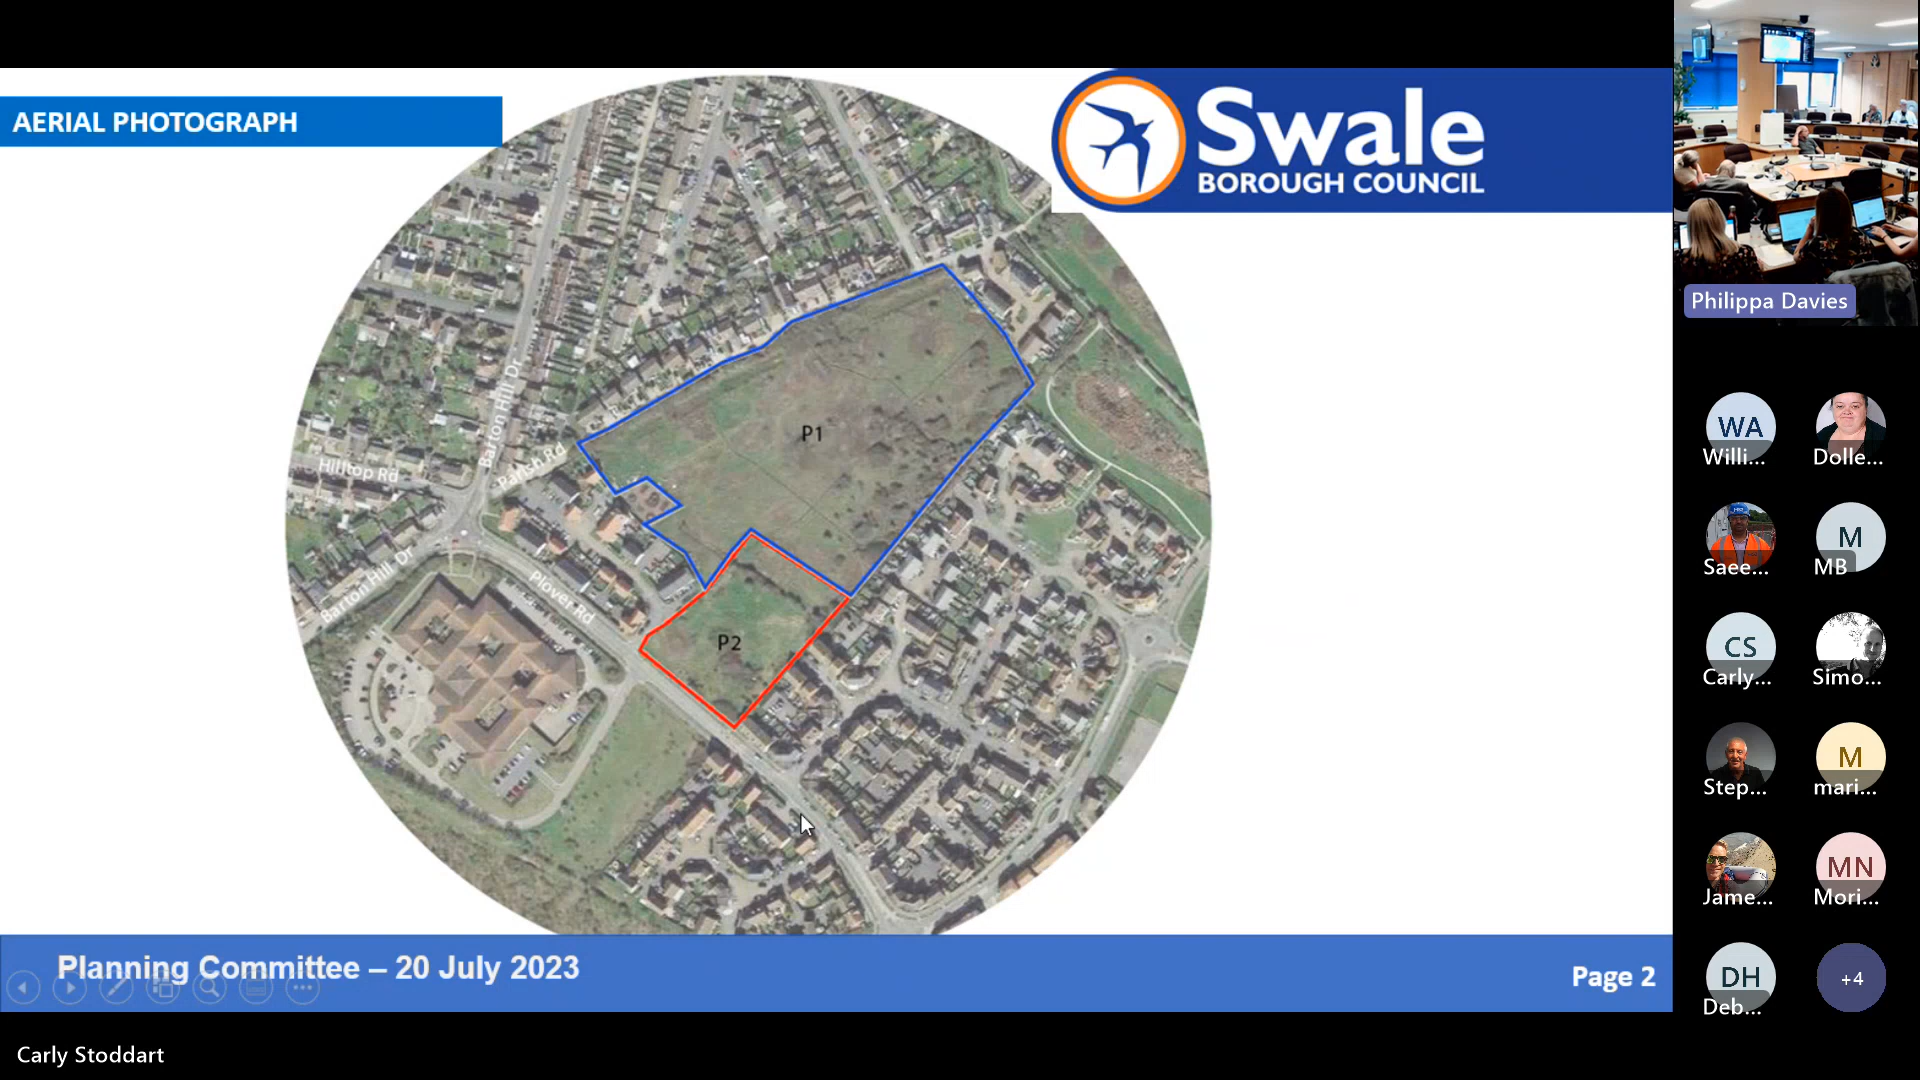 AERIAL PHOTOGRAPH
Swale
BOROUGH COUNCIL
P1
P2
Barton Hill Dr
Parish Rd
Hilltop Rd
Barton Hill Dr
Plover Rd
Planning Committee – 20 July 2023
Page 2
Carly Stoddart
Philippa Davies
WA
Willi...
Dolle...
Saee...
M
MB
CS
Carly...
Simo...
Step...
M
mari...
Jame...
MN
Mori...
DH
Deb...
+4